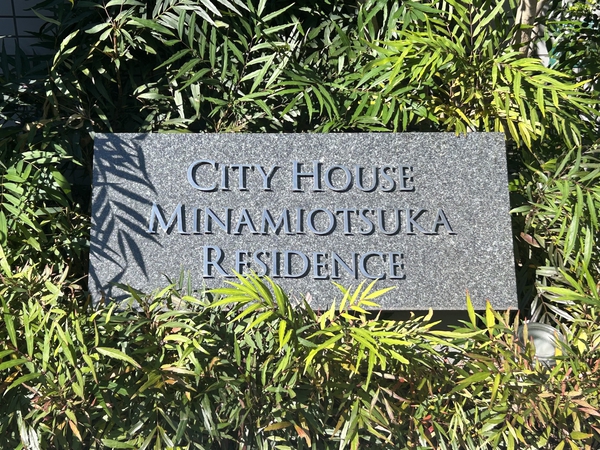 City House
Minamiotsuka
Residence